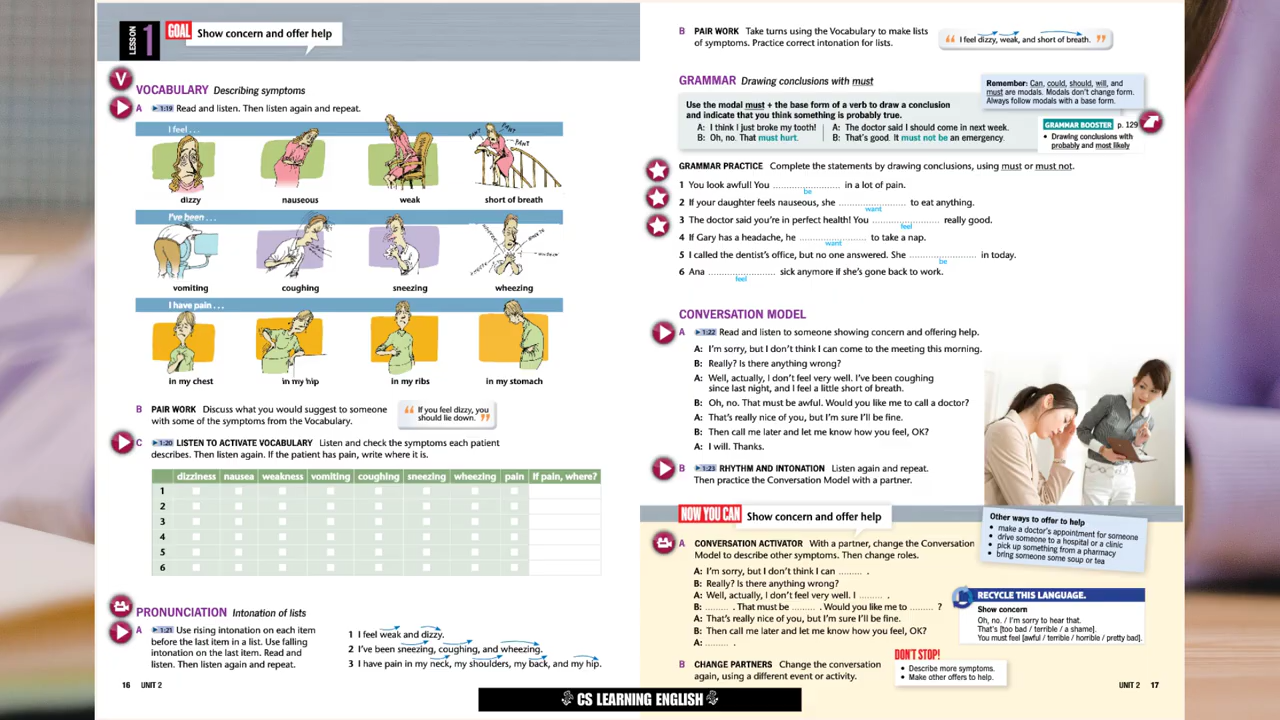 LESSON 1
GOAL Show concern and offer help
V
VOCABULARY Describing symptoms
A 1:19 Read and listen. Then listen again and repeat.
I feel . . .
dizzy nauseous weak short of breath
PANT PANT PANT
I've been . . .
vomiting coughing sneezing wheezing
I have pain . . .
in my chest in my hip in my ribs in my stomach
B PAIR WORK Discuss what you would suggest to someone
with some of the symptoms from the Vocabulary.
“ If you feel dizzy, you
should lie down. ”
C 1:20 LISTEN TO ACTIVATE VOCABULARY Listen and check the symptoms each patient
describes. Then listen again. If the patient has pain, write where it is.
dizziness nausea weakness vomiting coughing sneezing wheezing pain If pain, where?
1
2
3
4
5
6
PRONUNCIATION Intonation of lists
A 1:21 Use rising intonation on each item
before the last item in a list. Use falling
intonation on the last item. Read and
listen. Then listen again and repeat.
1 I feel weak and dizzy.
2 I've been sneezing, coughing, and wheezing.
3 I have pain in my neck, my shoulders, my back, and my hip.
16 UNIT 2
B PAIR WORK Take turns using the Vocabulary to make lists
of symptoms. Practice correct intonation for lists.
“ I feel dizzy, weak, and short of breath. ”
GRAMMAR Drawing conclusions with must
Remember: Can, could, should, will, and
must are modals. Modals don't change form.
Always follow modals with a base form.
Use the modal must + the base form of a verb to draw a conclusion
and indicate that you think something is probably true.
A: I think I just broke my tooth! A: The doctor said I should come in next week.
B: Oh, no. That must hurt. B: That's good. It must not be an emergency.
GRAMMAR BOOSTER p. 129
• Drawing conclusions with
probably and most likely
GRAMMAR PRACTICE Complete the statements by drawing conclusions, using must or must not.
1 You look awful! You ........................ in a lot of pain.
be
2 If your daughter feels nauseous, she ........................ to eat anything.
want
3 The doctor said you're in perfect health! You ........................ really good.
feel
4 If Gary has a headache, he ........................ to take a nap.
want
5 I called the dentist's office, but no one answered. She ........................ in today.
be
6 Ana ........................ sick anymore if she's gone back to work.
feel
CONVERSATION MODEL
A 1:22 Read and listen to someone showing concern and offering help.
A: I'm sorry, but I don't think I can come to the meeting this morning.
B: Really? Is there anything wrong?
A: Well, actually, I don't feel very well. I've been coughing
since last night, and I feel a little short of breath.
B: Oh, no. That must be awful. Would you like me to call a doctor?
A: That's really nice of you, but I'm sure I'll be fine.
B: Then call me later and let me know how you feel, OK?
A: I will. Thanks.
B 1:23 RHYTHM AND INTONATION Listen again and repeat.
Then practice the Conversation Model with a partner.
NOW YOU CAN Show concern and offer help
A CONVERSATION ACTIVATOR With a partner, change the Conversation
Model to describe other symptoms. Then change roles.
A: I'm sorry, but I don't think I can ......... .
B: Really? Is there anything wrong?
A: Well, actually, I don't feel very well. I ......... .
B: ......... . That must be ......... . Would you like me to ......... ?
A: That's really nice of you, but I'm sure I'll be fine.
B: Then call me later and let me know how you feel, OK?
A: ......... .
Other ways to offer to help
• make a doctor's appointment for someone
• drive someone to a hospital or a clinic
• pick up something from a pharmacy
• bring someone some soup or tea
RECYCLE THIS LANGUAGE.
Show concern
Oh, no. / I'm sorry to hear that.
That's [too bad / terrible / a shame].
You must feel [awful / terrible / horrible / pretty bad].
B CHANGE PARTNERS Change the conversation
again, using a different event or activity.
DON'T STOP!
• Describe more symptoms.
• Make other offers to help.
UNIT 2 17
CS LEARNING ENGLISH